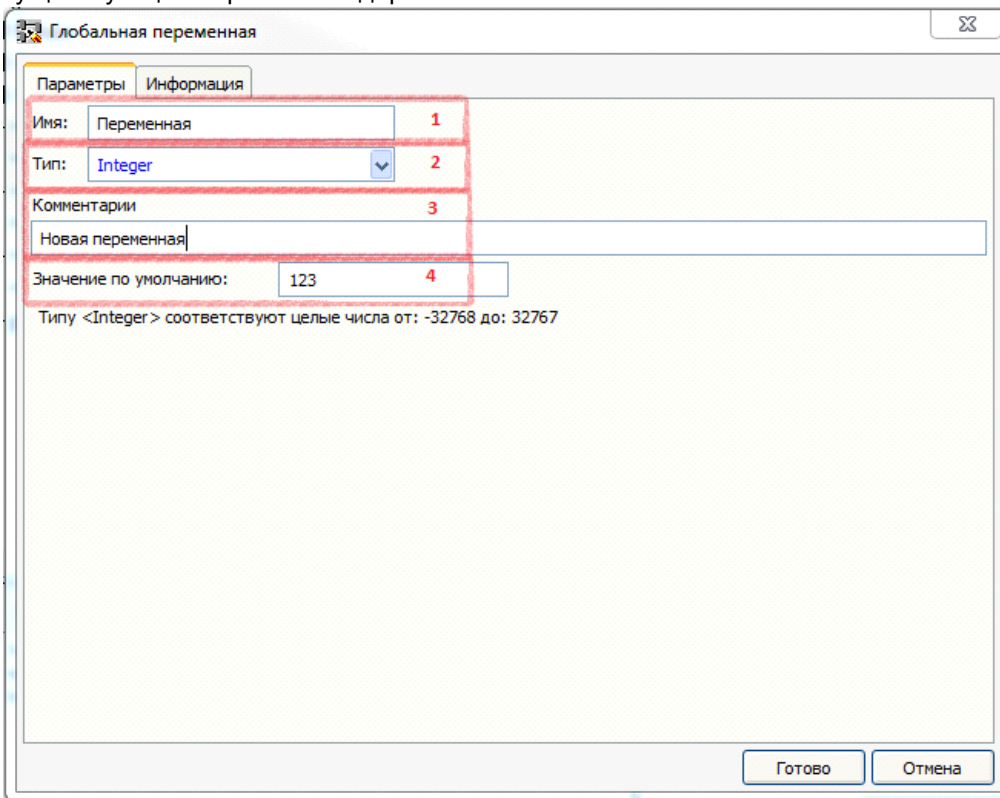 Глобальная переменная
Параметры Информация
Имя: Переменная 1
Тип: Integer 2
Комментарии 3
Новая переменная
Значение по умолчанию: 123 4
Типу <Integer> соответствуют целые числа от: -32768 до: 32767
Готово Отмена